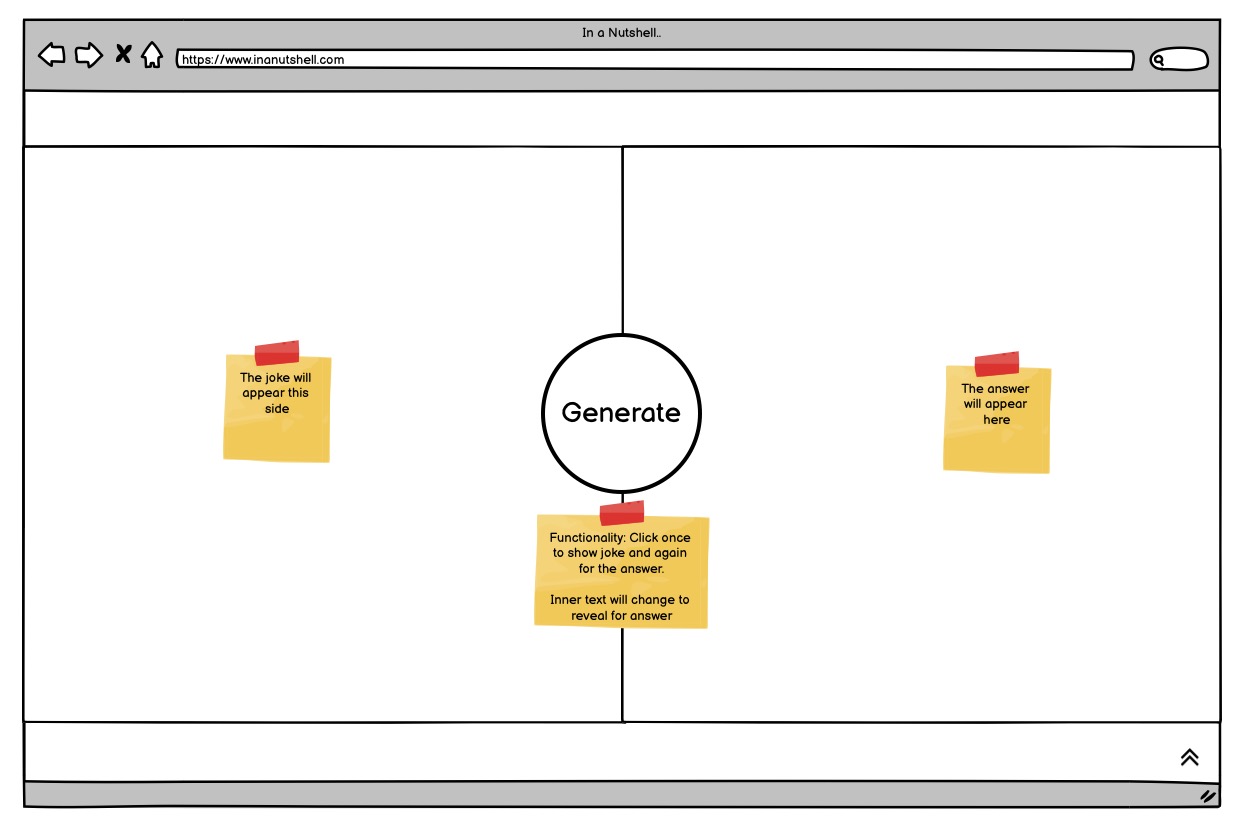 In a Nutshell..
https://www.inanutshell.com
The joke will
appear this
side
The answer
will appear
here
Generate
Functionality: Click once
to show joke and again
for the answer.
Inner text will change to
reveal for answer